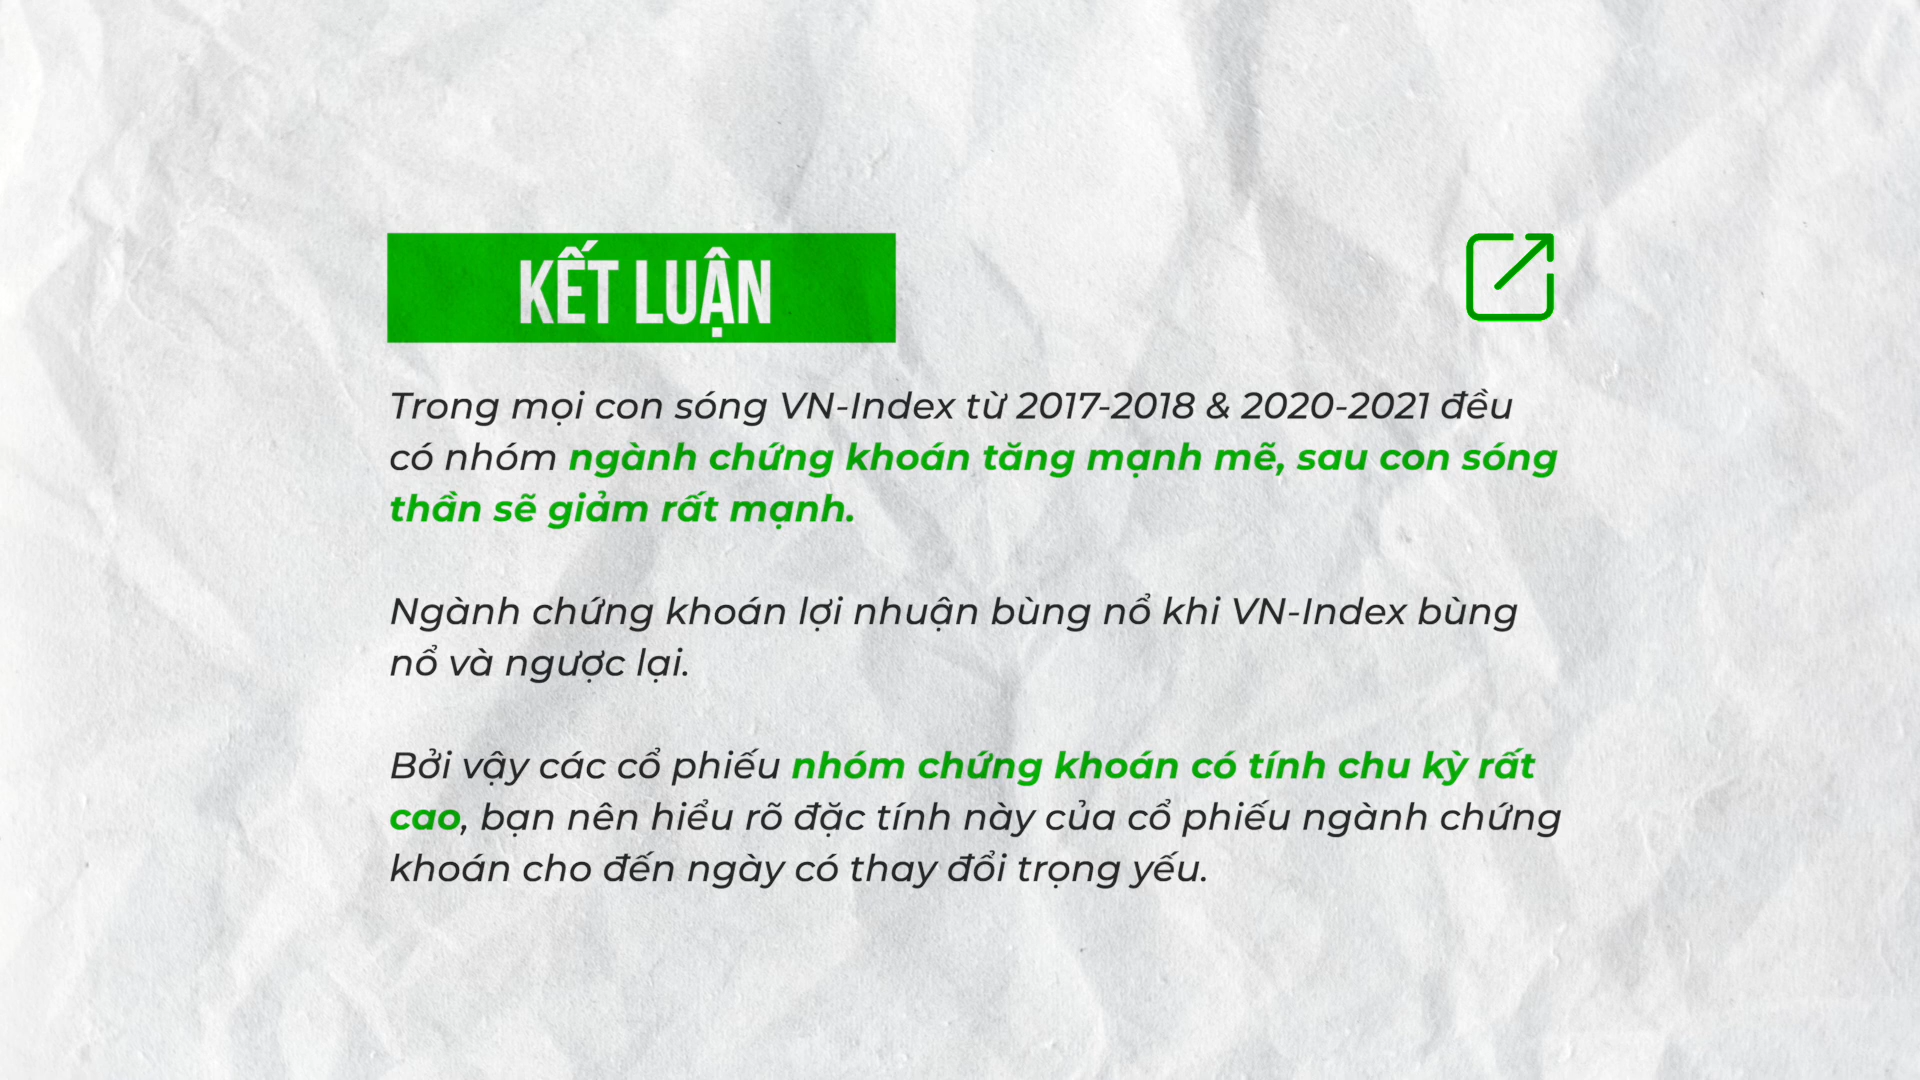 KẾT LUẬN
Trong mọi con sóng VN-Index từ 2017-2018 & 2020-2021 đều
có nhóm ngành chứng khoán tăng mạnh mẽ, sau con sóng
thần sẽ giảm rất mạnh.
Ngành chứng khoán lợi nhuận bùng nổ khi VN-Index bùng
nổ và ngược lại.
Bởi vậy các cổ phiếu nhóm chứng khoán có tính chu kỳ rất
cao, bạn nên hiểu rõ đặc tính này của cổ phiếu ngành chứng
khoán cho đến ngày có thay đổi trọng yếu.